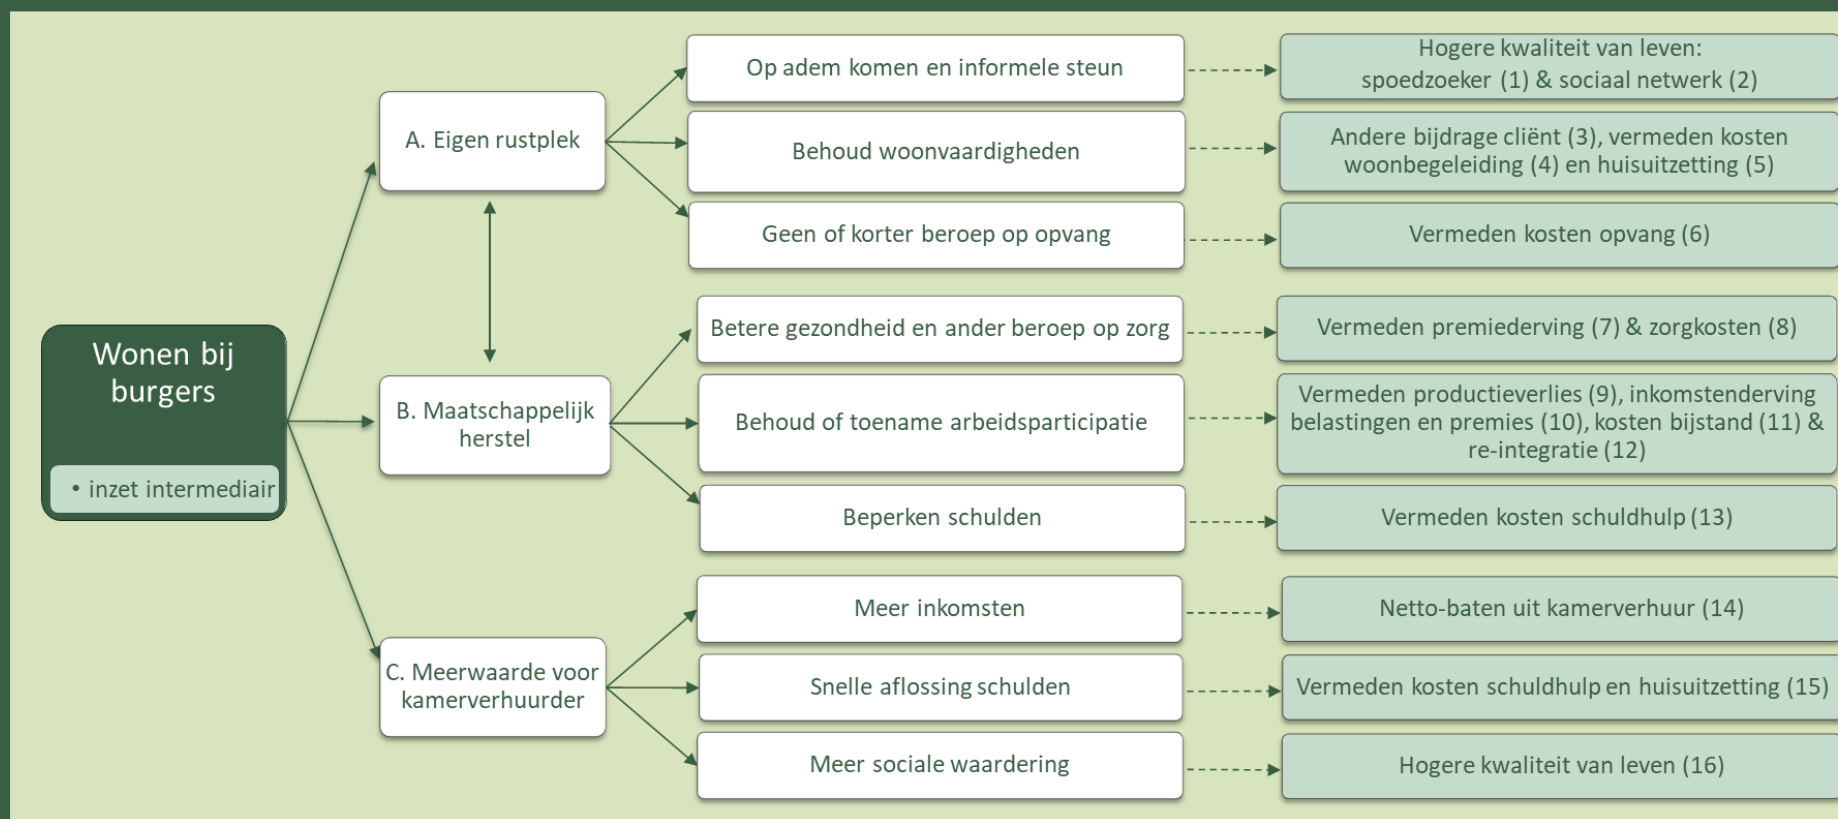 Wonen bij
burgers
• inzet intermediair
A. Eigen rustplek
Op adem komen en informele steun
Hogere kwaliteit van leven:
spoedzoeker (1) & sociaal netwerk (2)
Behoud woonvaardigheden
Andere bijdrage cliënt (3), vermeden kosten
woonbegeleiding (4) en huisuitzetting (5)
Geen of korter beroep op opvang
Vermeden kosten opvang (6)
B. Maatschappelijk
herstel
Betere gezondheid en ander beroep op zorg
Vermeden premiederving (7) & zorgkosten (8)
Behoud of toename arbeidsparticipatie
Vermeden productieverlies (9), inkomstenderving
belastingen en premies (10), kosten bijstand (11) &
re-integratie (12)
Beperken schulden
Vermeden kosten schuldhulp (13)
C. Meerwaarde voor
kamerverhuurder
Meer inkomsten
Netto-baten uit kamerverhuur (14)
Snelle aflossing schulden
Vermeden kosten schuldhulp en huisuitzetting (15)
Meer sociale waardering
Hogere kwaliteit van leven (16)